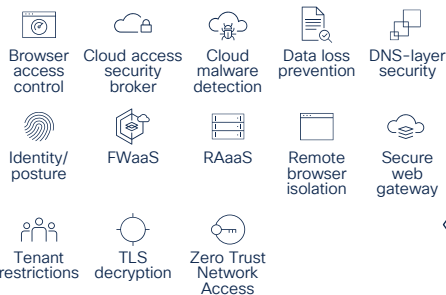 Browser
access
control
Cloud access
security
broker
Cloud
malware
detection
Data loss
prevention
DNS-layer
security
Identity/
posture
FWaaS
RAaaS
Remote
browser
isolation
Secure
web
gateway
Tenant
restrictions
TLS
decryption
Zero Trust
Network
Access